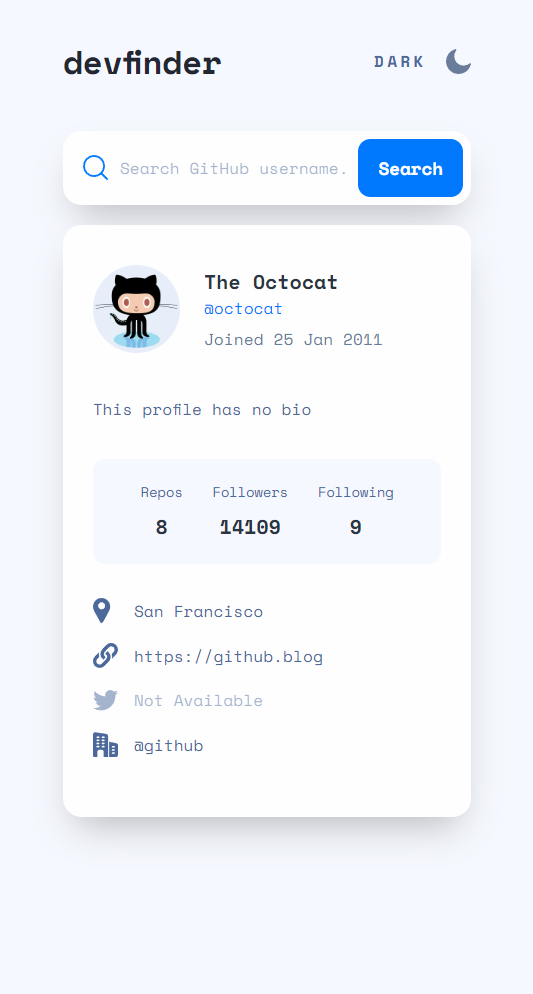 devfinder
DARK
Search GitHub username.
Search
The Octocat
@octocat
Joined 25 Jan 2011
This profile has no bio
Repos Followers Following
8 14109 9
San Francisco
https://github.blog
Not Available
@github